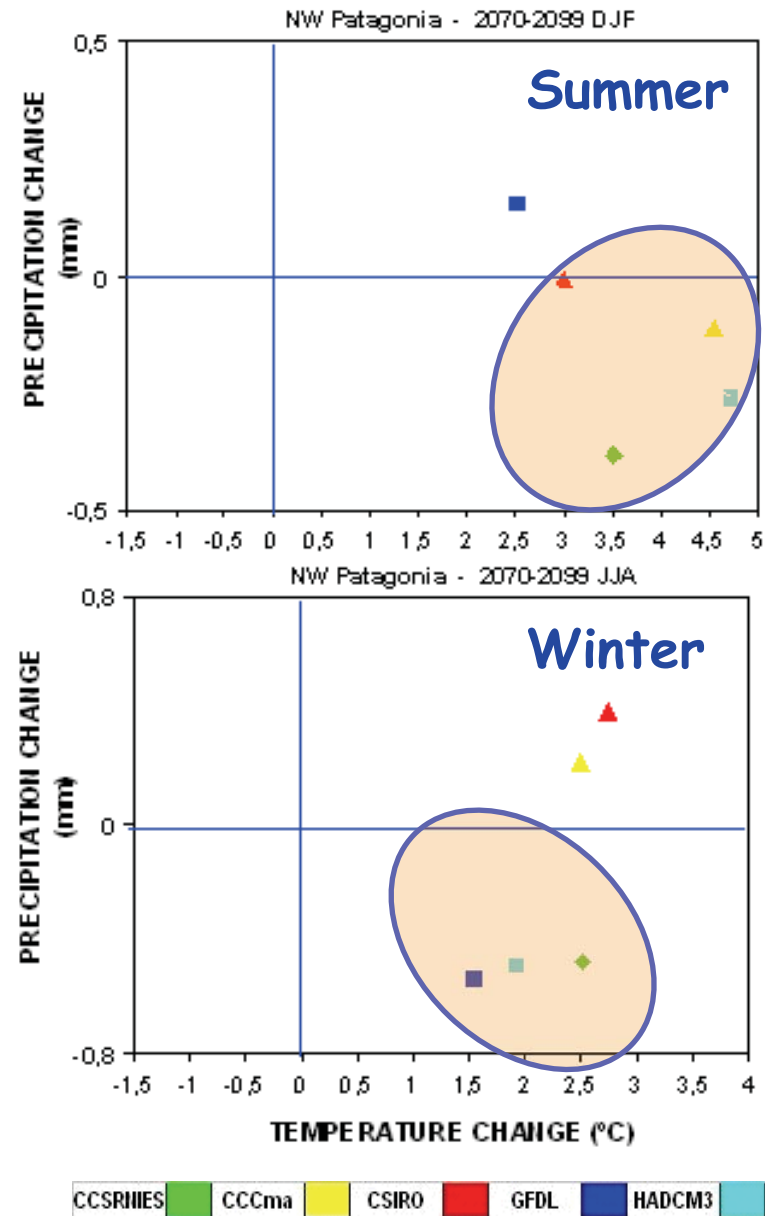 NW Patagonia - 2070-2099 DJF
0,5
Summer
PRECIPITATION CHANGE
(mm)
0
-0,5
-1,5 -1 -0,5 0 0,5 1 1,5 2 2,5 3 3,5 4 4,5 5
NW Patagonia - 2070-2099 JJA
0,8
Winter
PRECIPITATION CHANGE
(mm)
0
-0,8
-1,5 -1 -0,5 0 0,5 1 1,5 2 2,5 3 3,5 4
TEMPERATURE CHANGE (ºC)
CCSRNIES CCCma CSIRO GFDL HADCM3